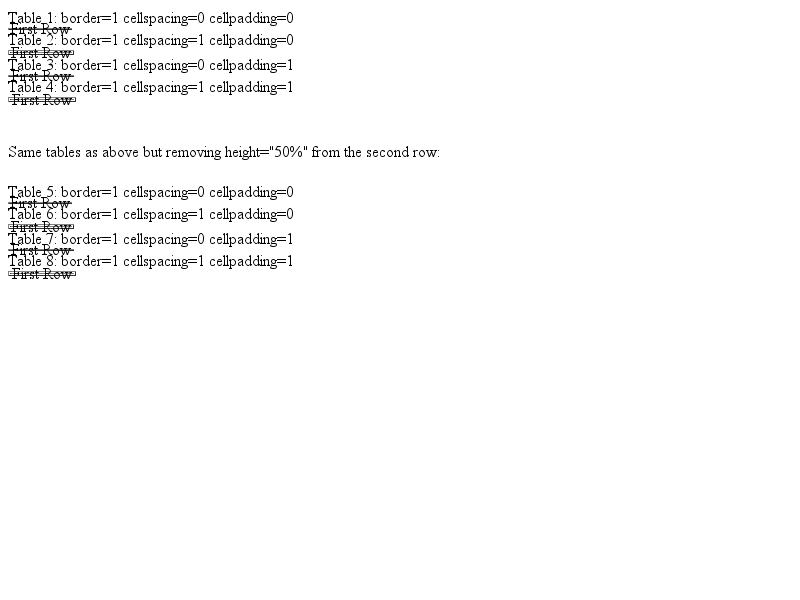 Table 1: border=1 cellspacing=0 cellpadding=0
First Row
Table 2: border=1 cellspacing=1 cellpadding=0
First Row
Table 3: border=1 cellspacing=0 cellpadding=1
First Row
Table 4: border=1 cellspacing=1 cellpadding=1
First Row
Same tables as above but removing height="50%" from the second row:
Table 5: border=1 cellspacing=0 cellpadding=0
First Row
Table 6: border=1 cellspacing=1 cellpadding=0
First Row
Table 7: border=1 cellspacing=0 cellpadding=1
First Row
Table 8: border=1 cellspacing=1 cellpadding=1
First Row